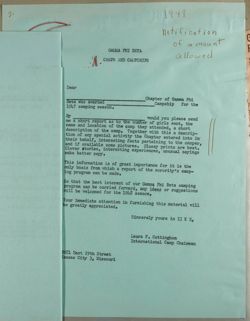 1948
Notification
of amount
allowed
GAMMA PHI BETA
CAMPS AND CAMPSHIPS
Dear
Chapter of Gamma Phi
Beta was awarded Campship for the
camping season.
By would you please send
me a short report as to the number of girls sent, the
name and location of the camp they attended, a short
description of the camp. Together with this a descrip-
tion of any special activity the Chapter entered into in
their behalf, interesting facts pertaining to the camper,
and if available some pictures. Glossy prints are best.
Clever stories, interesting experiences, unusual sayings
make better copy.
This information is of great importance for it is the
only basis from which a report of the sorority's camp-
ing program can be made.
So that the best interest of our Gamma Phi Beta camping
program can be carried forward, any ideas or suggestions
will be welcomed for the 1948 season.
Your immediate attention in furnishing this material will
be greatly appreciated.
Sincerely yours in Π Κ Ε,
Laura F. Cottingham
International Camp Chairman
East 29th Street
Kansas City 3, Missouri